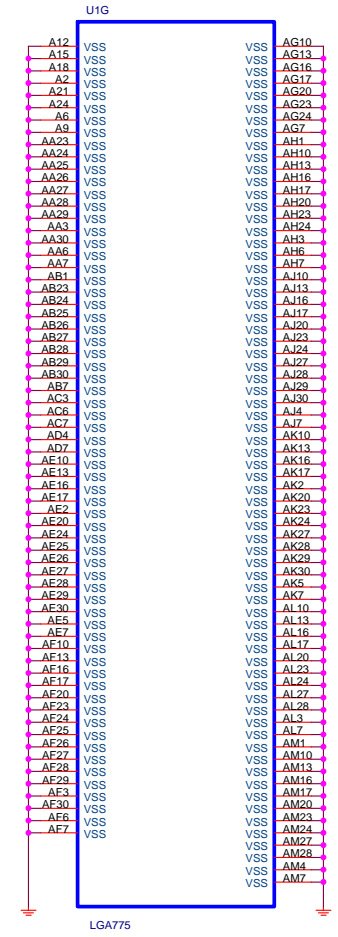 U1G
A12 VSS VSS AG10
A15 VSS VSS AG13
A18 VSS VSS AG16
A2 VSS VSS AG17
A21 VSS VSS AG20
A24 VSS VSS AG23
A6 VSS VSS AG24
A9 VSS VSS AG7
AA23 VSS VSS AH1
AA24 VSS VSS AH10
AA25 VSS VSS AH13
AA26 VSS VSS AH16
AA27 VSS VSS AH17
AA28 VSS VSS AH20
AA29 VSS VSS AH23
AA3 VSS VSS AH24
AA30 VSS VSS AH3
AA6 VSS VSS AH6
AA7 VSS VSS AH7
AB1 VSS VSS AJ10
AB23 VSS VSS AJ13
AB24 VSS VSS AJ16
AB25 VSS VSS AJ17
AB26 VSS VSS AJ20
AB27 VSS VSS AJ23
AB28 VSS VSS AJ24
AB29 VSS VSS AJ27
AB30 VSS VSS AJ28
AB7 VSS VSS AJ29
AC3 VSS VSS AJ30
AC6 VSS VSS AJ4
AC7 VSS VSS AJ7
AD4 VSS VSS AK10
AD7 VSS VSS AK13
AE10 VSS VSS AK16
AE13 VSS VSS AK17
AE16 VSS VSS AK2
AE17 VSS VSS AK20
AE2 VSS VSS AK23
AE20 VSS VSS AK24
AE24 VSS VSS AK27
AE25 VSS VSS AK28
AE26 VSS VSS AK29
AE27 VSS VSS AK30
AE28 VSS VSS AK5
AE29 VSS VSS AK7
AE30 VSS VSS AL10
AE5 VSS VSS AL13
AE7 VSS VSS AL16
AF10 VSS VSS AL17
AF13 VSS VSS AL20
AF16 VSS VSS AL23
AF17 VSS VSS AL24
AF20 VSS VSS AL27
AF23 VSS VSS AL28
AF24 VSS VSS AL3
AF25 VSS VSS AL7
AF26 VSS VSS AM1
AF27 VSS VSS AM10
AF28 VSS VSS AM13
AF29 VSS VSS AM16
AF3 VSS VSS AM17
AF30 VSS VSS AM20
AF6 VSS VSS AM23
AF7 VSS VSS AM24
VSS AM27
VSS AM28
VSS AM4
VSS AM7
LGA775